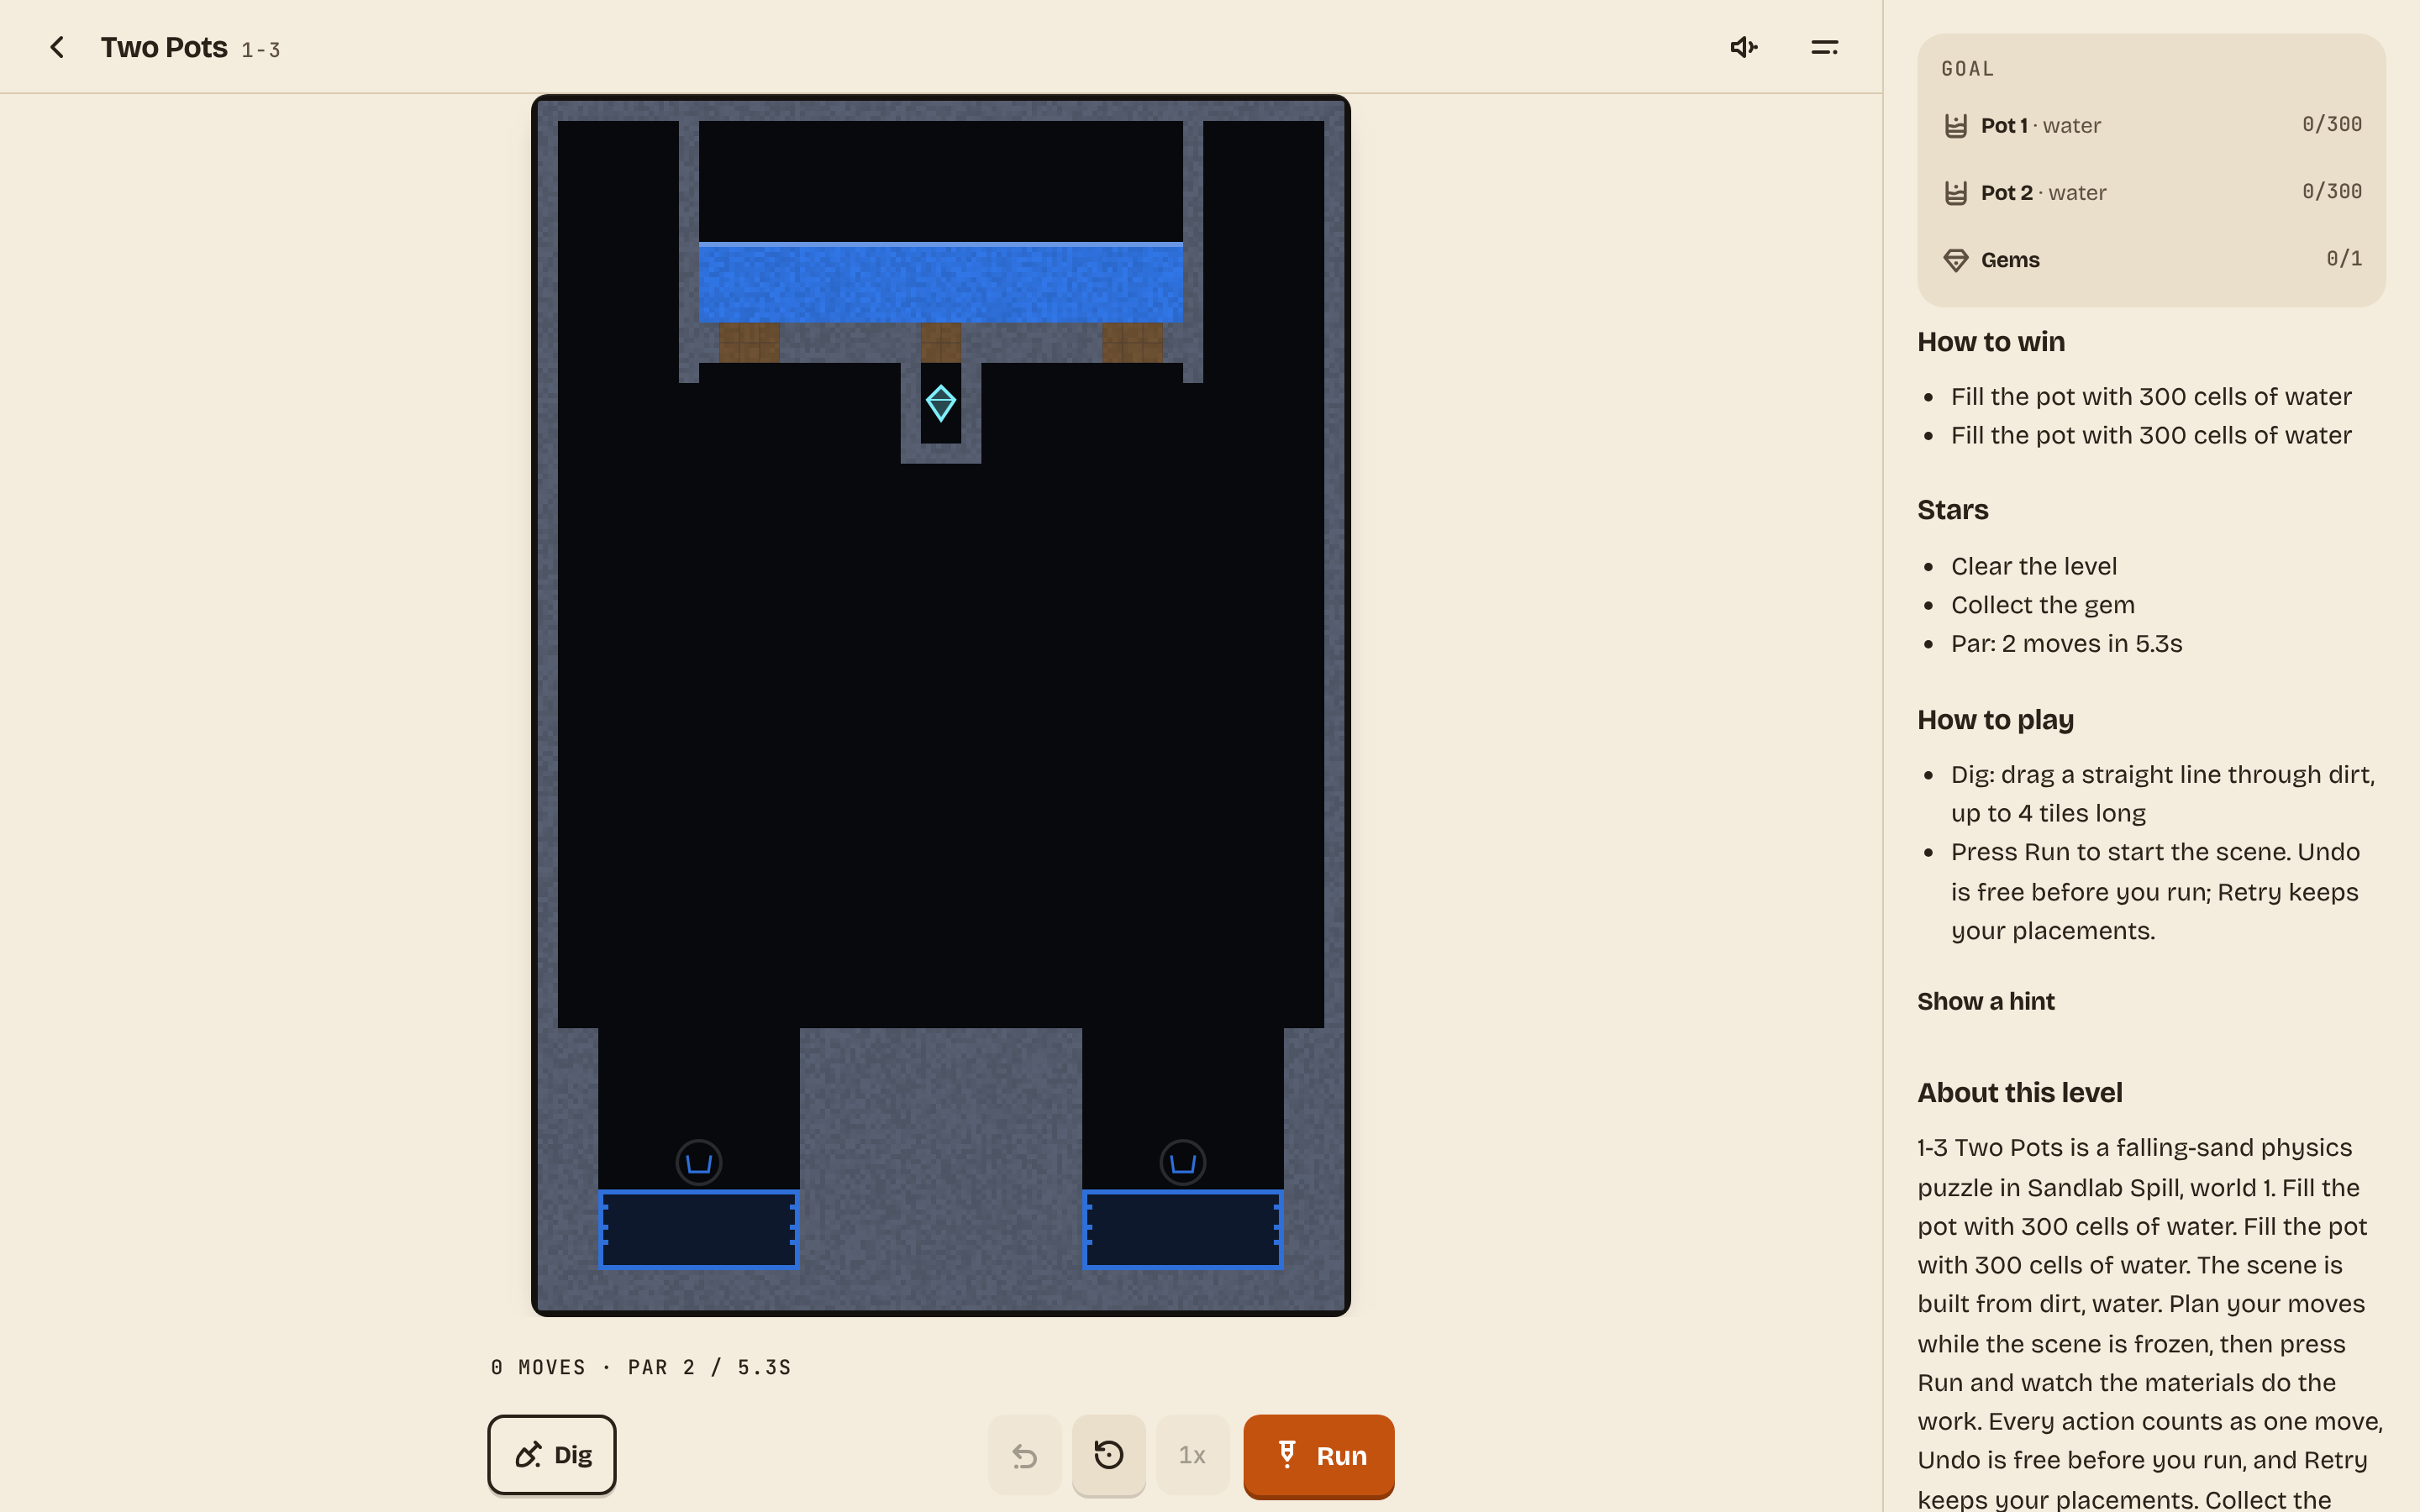 Two Pots 1-3
GOAL
Pot 1 · water 0/300
Pot 2 · water 0/300
Gems 0/1
How to win
• Fill the pot with 300 cells of water
• Fill the pot with 300 cells of water
Stars
• Clear the level
• Collect the gem
• Par: 2 moves in 5.3s
How to play
• Dig: drag a straight line through dirt,
up to 4 tiles long
• Press Run to start the scene. Undo
is free before you run; Retry keeps
your placements.
Show a hint
About this level
1-3 Two Pots is a falling-sand physics
puzzle in Sandlab Spill, world 1. Fill the
pot with 300 cells of water. Fill the pot
with 300 cells of water. The scene is
built from dirt, water. Plan your moves
while the scene is frozen, then press
Run and watch the materials do the
work. Every action counts as one move,
Undo is free before you run, and Retry
keeps your placements. Collect the
0 MOVES · PAR 2 / 5.3S
Dig
1x
Run